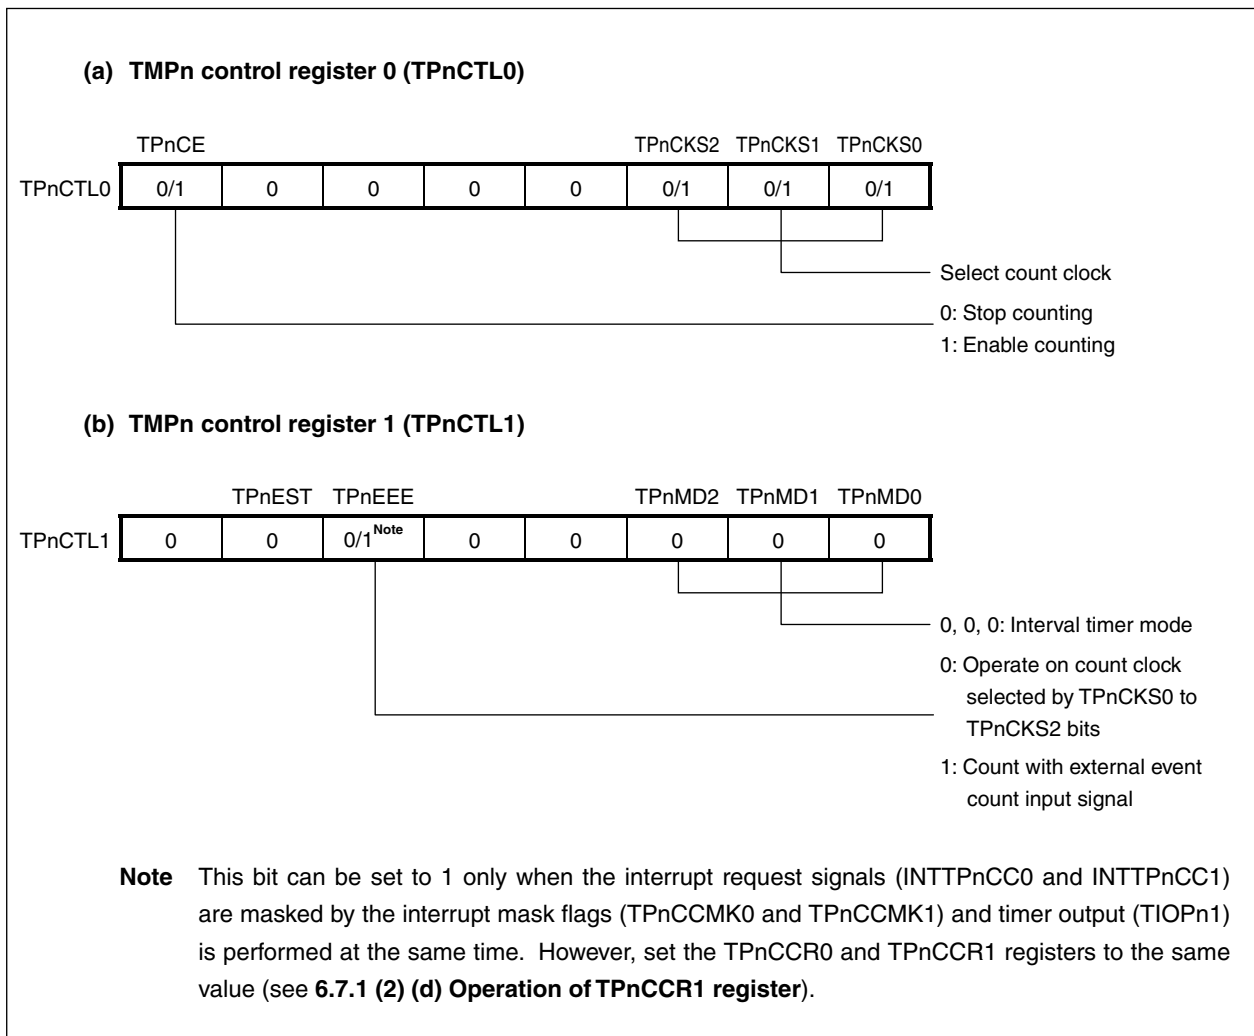 (a) TMPn control register 0 (TPnCTL0)
TPnCE TPnCKS2 TPnCKS1 TPnCKS0
TPnCTL0 0/1 0 0 0 0 0/1 0/1 0/1
Select count clock
0: Stop counting
1: Enable counting
(b) TMPn control register 1 (TPnCTL1)
TPnEST TPnEEE TPnMD2 TPnMD1 TPnMD0
TPnCTL1 0 0 0/1Note 0 0 0 0 0
0, 0, 0: Interval timer mode
0: Operate on count clock
selected by TPnCKS0 to
TPnCKS2 bits
1: Count with external event
count input signal
Note This bit can be set to 1 only when the interrupt request signals (INTTPnCC0 and INTTPnCC1)
are masked by the interrupt mask flags (TPnCCMK0 and TPnCCMK1) and timer output (TIOPn1)
is performed at the same time. However, set the TPnCCR0 and TPnCCR1 registers to the same
value (see 6.7.1 (2) (d) Operation of TPnCCR1 register).